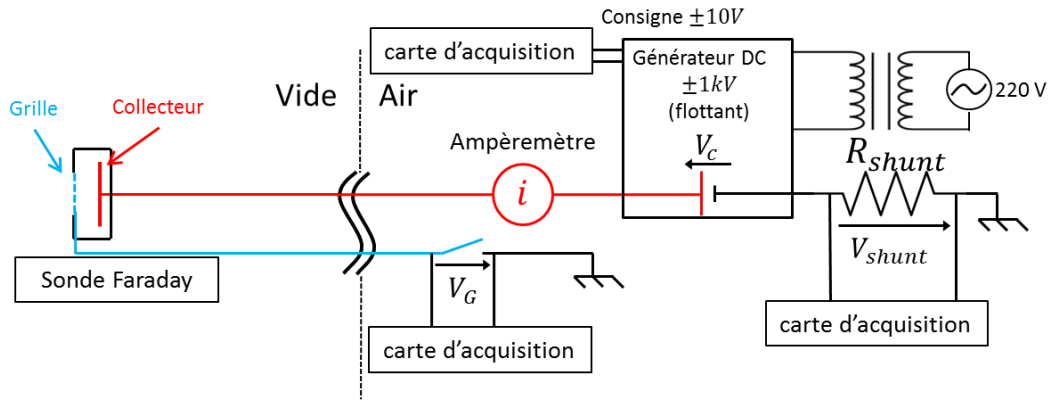 Consigne ±10V
carte d'acquisition
Générateur DC
±1kV
(flottant)
220 V
Vide
Air
Grille
Collecteur
Ampèremètre
V_c
R_shunt
i
V_shunt
Sonde Faraday
V_G
carte d'acquisition
carte d'acquisition